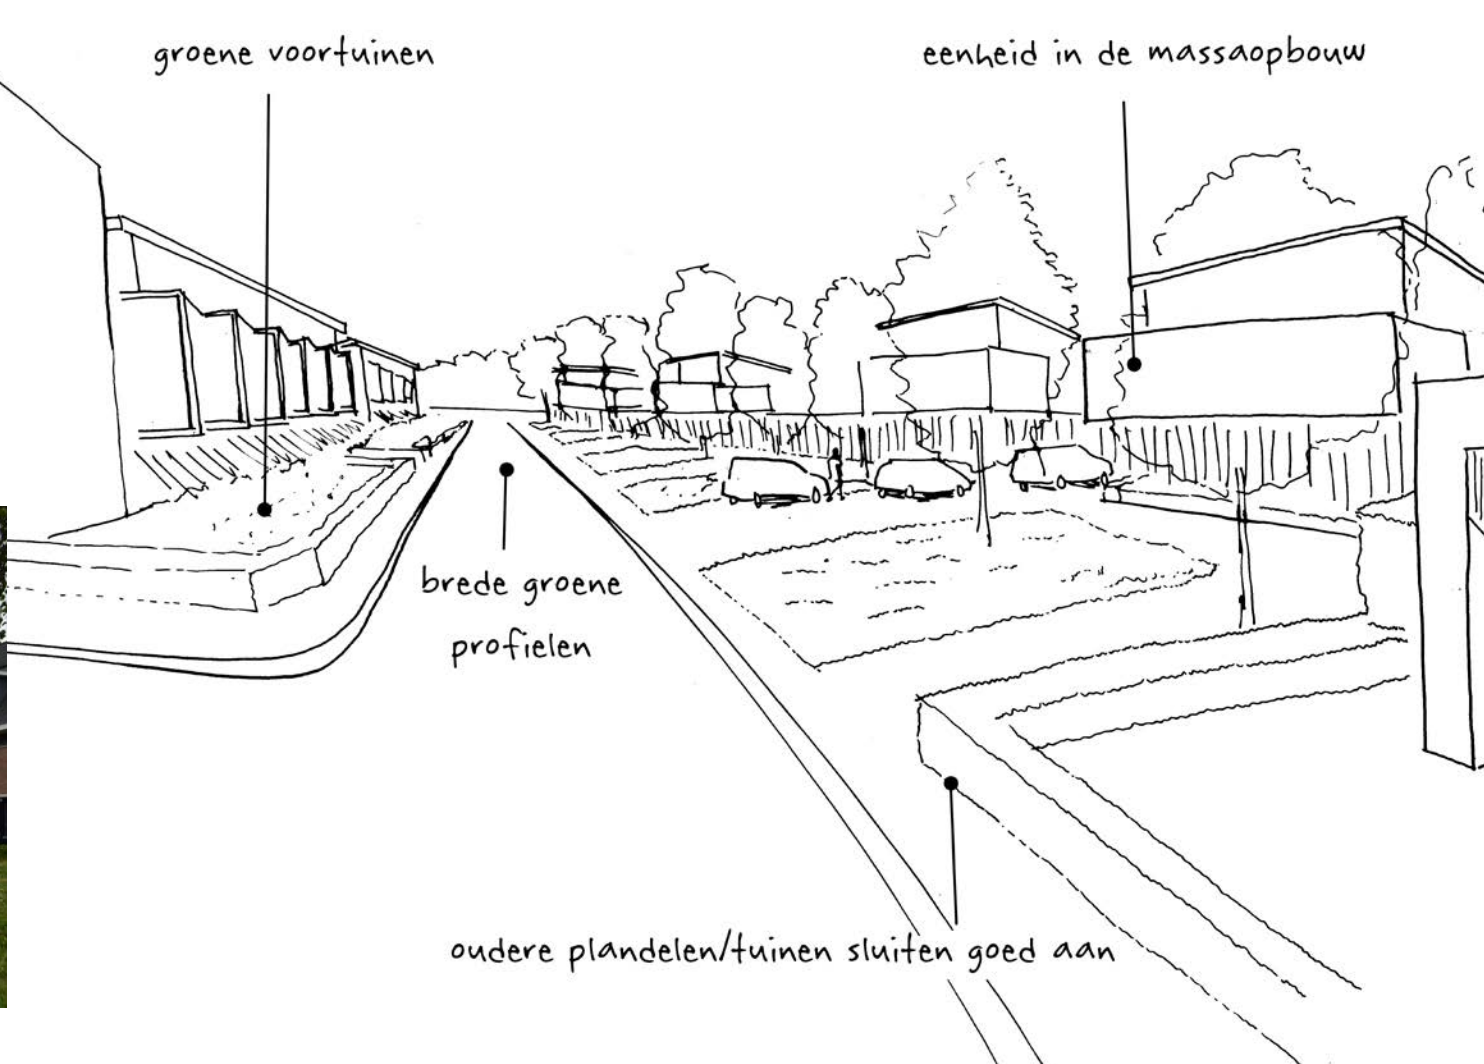 groene voortuinen
eenheid in de massaopbouw
brede groene
profielen
oudere plandelen/tuinen sluiten goed aan